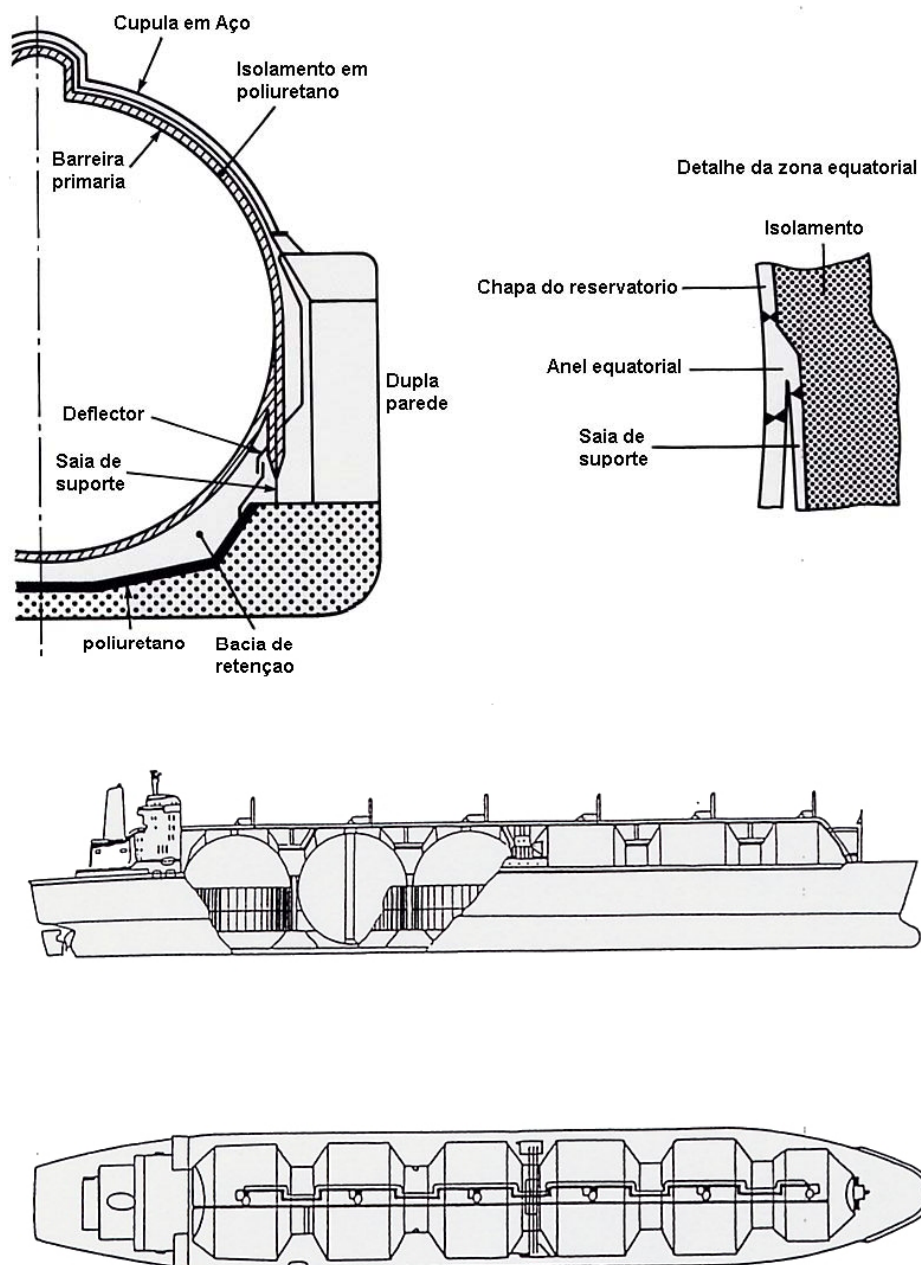 Cupula em Aço
Isolamento em
poliuretano
Barreira
primaria
Dupla
parede
Deflector
Saia de
suporte
poliuretano
Bacia de
retençao
Detalhe da zona equatorial
Isolamento
Chapa do reservatorio
Anel equatorial
Saia de
suporte